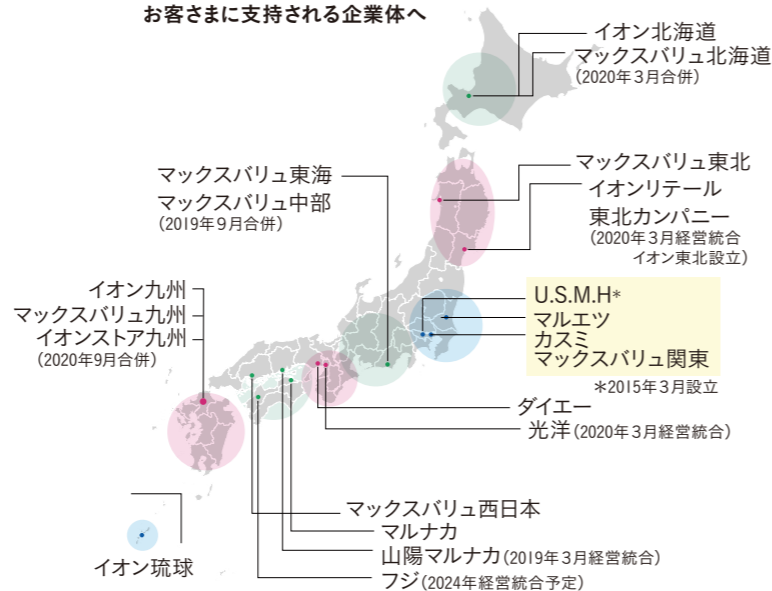 お客さまに支持される企業体へ
イオン北海道
マックスバリュ北海道
(2020年3月合併)
マックスバリュ東海
マックスバリュ中部
(2019年9月合併)
マックスバリュ東北
イオンリテール
東北カンパニー
(2020年3月経営統合
イオン東北設立)
イオン九州
マックスバリュ九州
イオンストア九州
(2020年9月合併)
U.S.M.H*
マルエツ
カスミ
マックスバリュ関東
*2015年3月設立
ダイエー
光洋(2020年3月経営統合)
マックスバリュ西日本
マルナカ
山陽マルナカ(2019年3月経営統合)
フジ(2024年経営統合予定)
イオン琉球